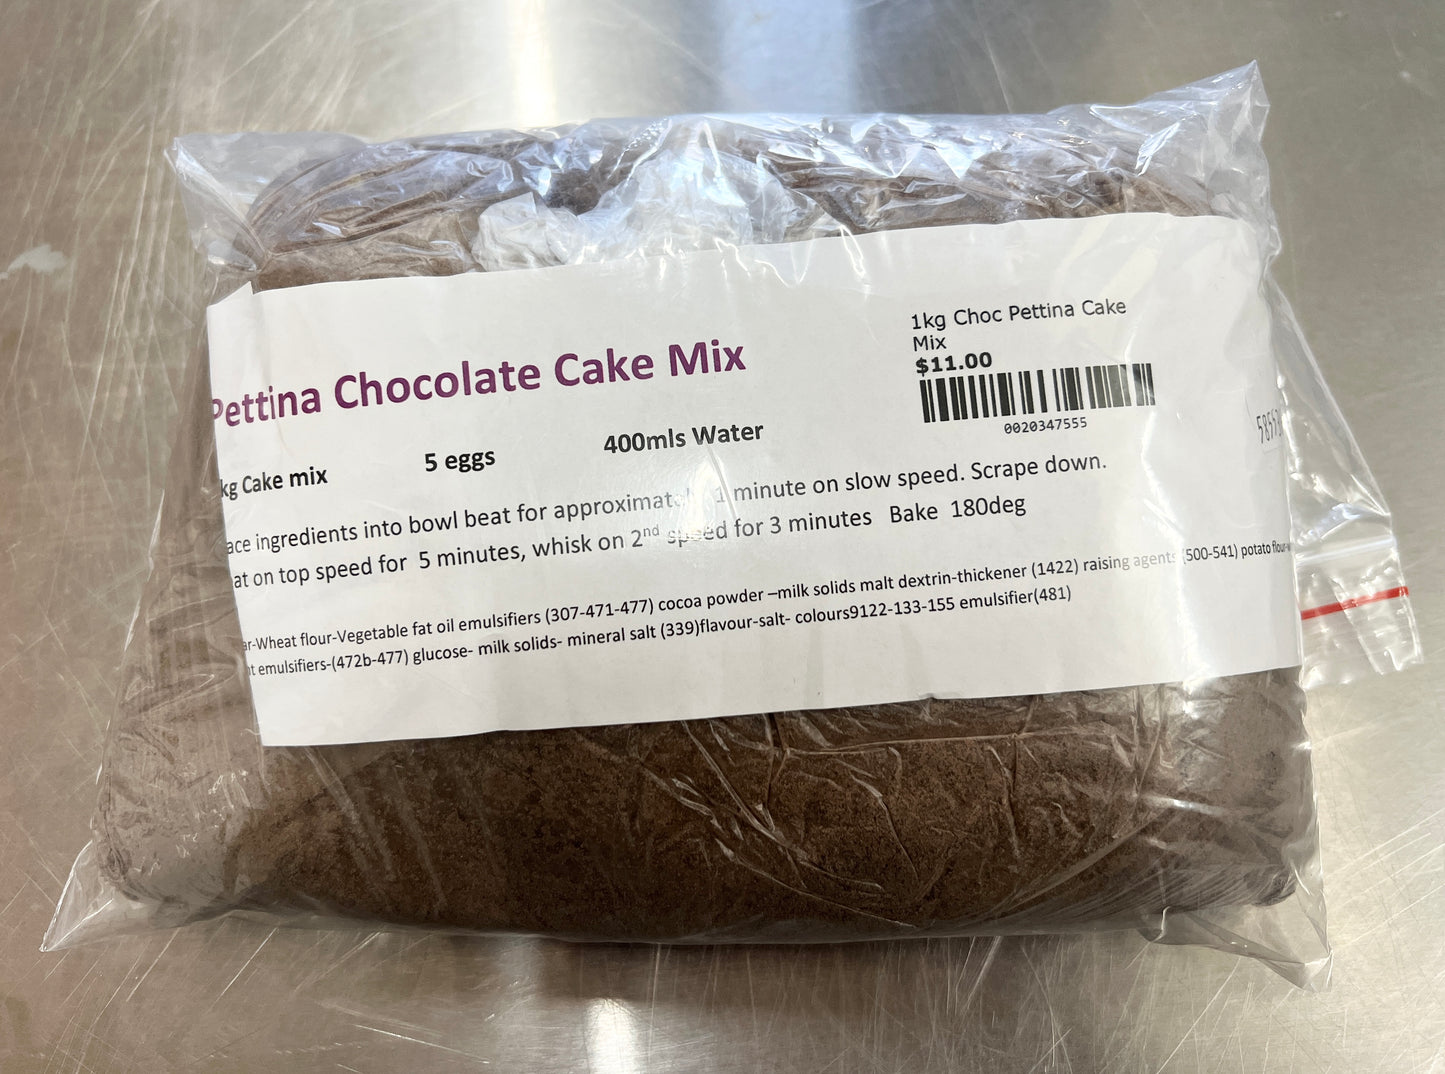 Pettina Chocolate Cake Mix
1kg Choc Pettina Cake
Mix
$11.00
0020347555
kg Cake mix 5 eggs 400mls Water
ace ingredients into bowl beat for 1 minute on slow speed. Scrape down.
at on top speed for 5 minutes, whisk on 2nd speed for 3 minutes Bake 180deg
ar-Wheat flour-Vegetable fat oil emulsifiers (307-471-477) cocoa powder –milk solids malt dextrin-thickener (1422) raising agents (500-541) potato flour
t emulsifiers-(472b-477) glucose- milk solids- mineral salt (339)flavour-salt- colours9122-133-155 emulsifier(481)